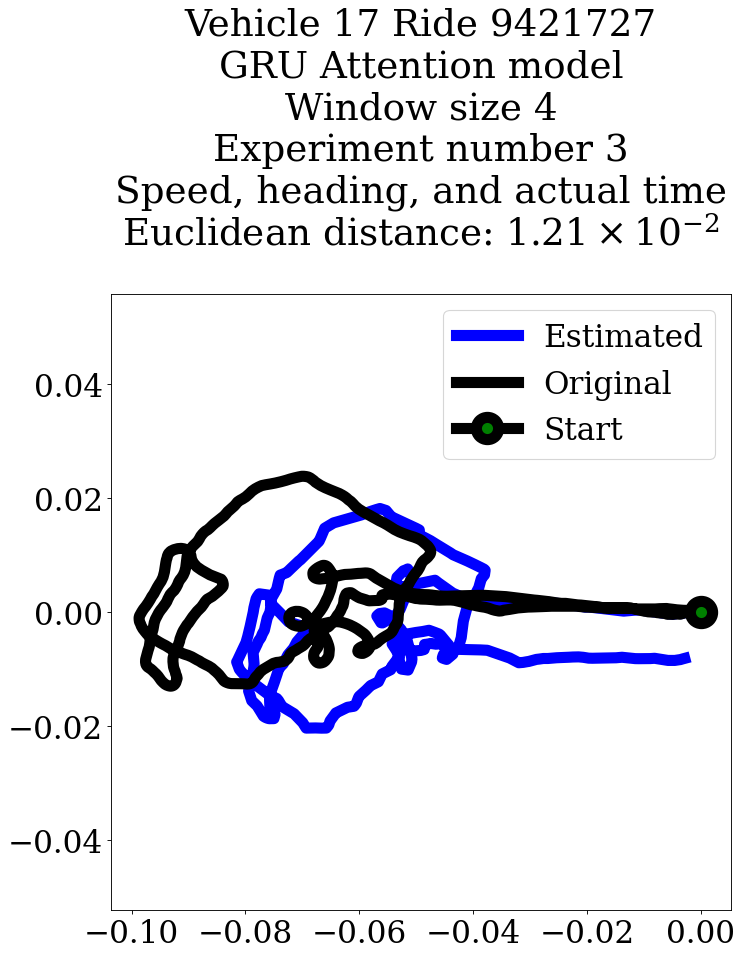 Vehicle 17 Ride 9421727
GRU Attention model
Window size 4
Experiment number 3
Speed, heading, and actual time
Euclidean distance: 1.21 × 10⁻²
Estimated
Original
Start
0.04
0.02
0.00
−0.02
−0.04
−0.10 −0.08 −0.06 −0.04 −0.02 0.00